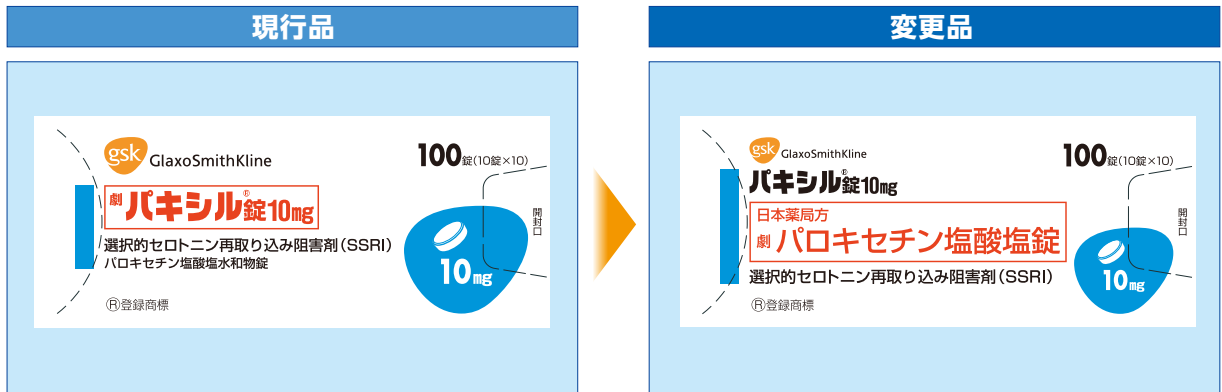 現行品
gsk GlaxoSmithKline
100錠(10錠×10)
劇 パキシル®錠10mg
開封口
選択的セロトニン再取り込み阻害剤(SSRI)
パロキセチン塩酸塩水和物錠
10mg
Ⓡ登録商標
変更品
gsk GlaxoSmithKline
100錠(10錠×10)
パキシル®錠10mg
日本薬局方
劇 パロキセチン塩酸塩錠
開封口
選択的セロトニン再取り込み阻害剤(SSRI)
10mg
Ⓡ登録商標